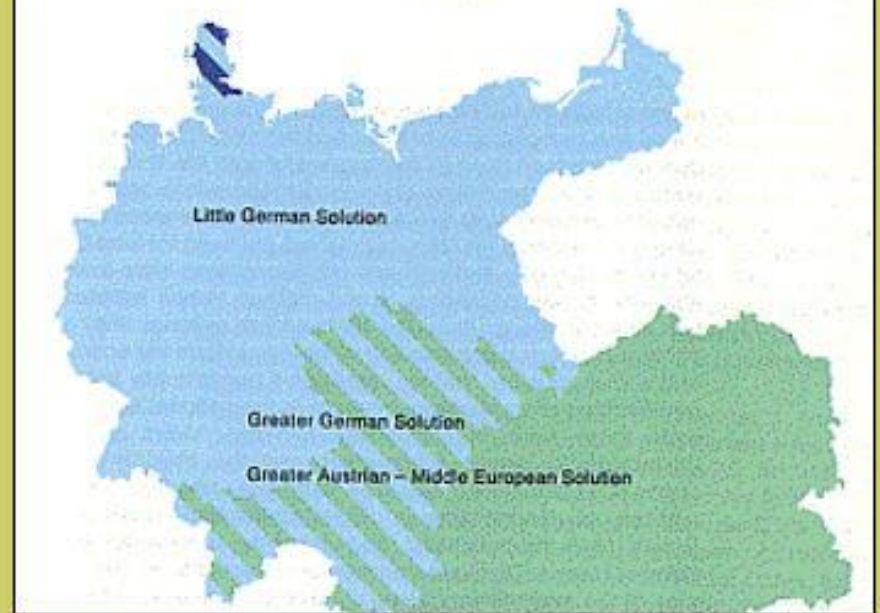 Little German Solution
Greater German Solution
Greater Austrian – Middle European Solution